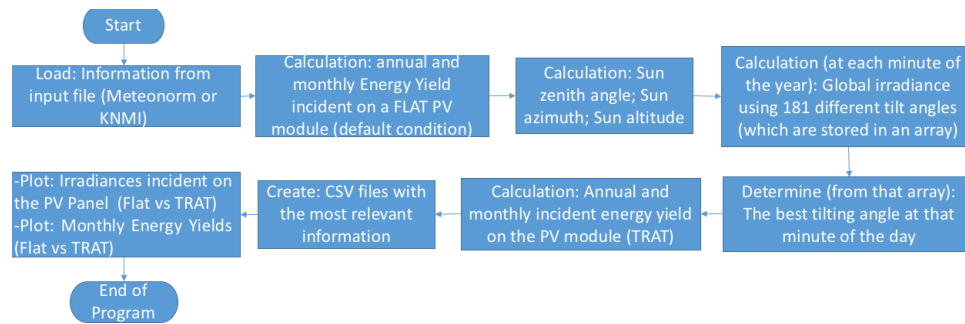 Start
Load: Information from
input file (Meteonorm or
KNMI)
Calculation: annual and
monthly Energy Yield
incident on a FLAT PV
module (default condition)
Calculation: Sun
zenith angle; Sun
azimuth; Sun altitude
Calculation (at each minute of
the year): Global irradiance
using 181 different tilt angles
(which are stored in an array)
Determine (from that array):
The best tilting angle at that
minute of the day
Calculation: Annual and
monthly incident energy yield
on the PV module (TRAT)
Create: CSV files with
the most relevant
information
-Plot: Irradiances incident on
the PV Panel (Flat vs TRAT)
-Plot: Monthly Energy Yields
(Flat vs TRAT)
End of
Program